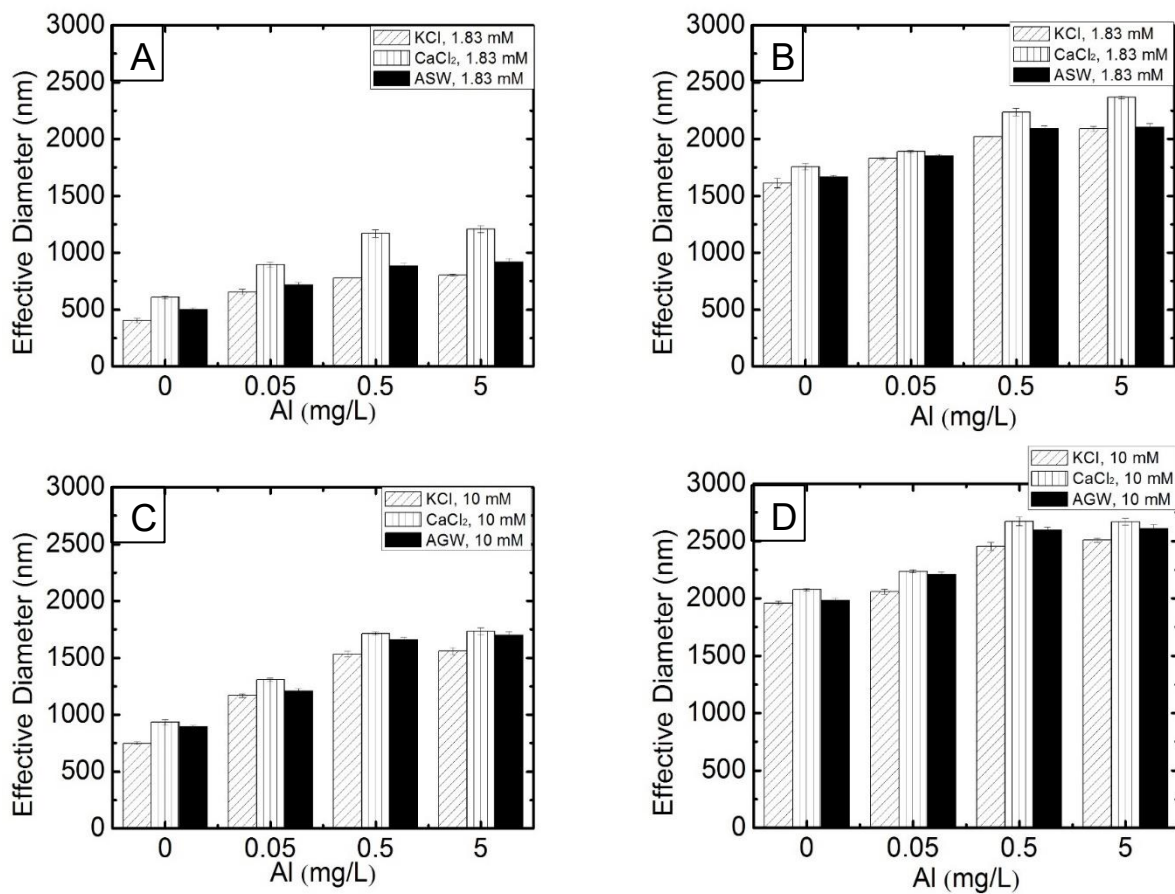 A
KCl, 1.83 mM
CaCl₂, 1.83 mM
ASW, 1.83 mM
3000
2500
2000
1500
1000
500
0
Effective Diameter (nm)
0 0.05 0.5 5
Al (mg/L)
B
KCl, 1.83 mM
CaCl₂, 1.83 mM
ASW, 1.83 mM
3000
2500
2000
1500
1000
500
0
Effective Diameter (nm)
0 0.05 0.5 5
Al (mg/L)
C
KCl, 10 mM
CaCl₂, 10 mM
AGW, 10 mM
3000
2500
2000
1500
1000
500
0
Effective Diameter (nm)
0 0.05 0.5 5
Al (mg/L)
D
KCl, 10 mM
CaCl₂, 10 mM
AGW, 10 mM
3000
2500
2000
1500
1000
500
0
Effective Diameter (nm)
0 0.05 0.5 5
Al (mg/L)